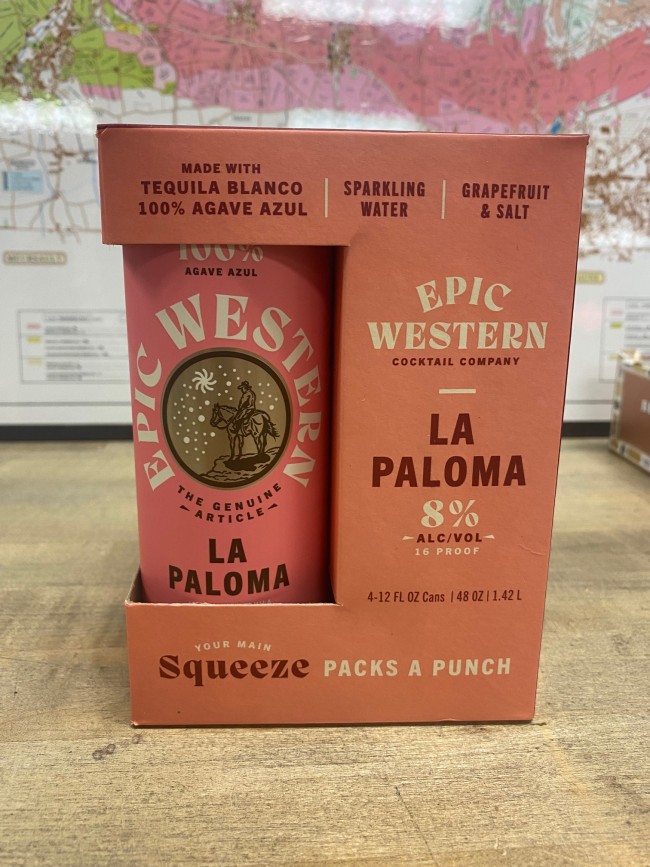 MADE WITH
TEQUILA BLANCO
100% AGAVE AZUL
SPARKLING
WATER
GRAPEFRUIT
& SALT
100%
AGAVE AZUL
EPIC WESTERN
THE GENUINE
ARTICLE
LA
PALOMA
EPIC
WESTERN
COCKTAIL COMPANY
LA
PALOMA
8%
ALC/VOL
16 PROOF
4-12 FL OZ Cans | 48 OZ | 1.42 L
YOUR MAIN
Squeeze PACKS A PUNCH